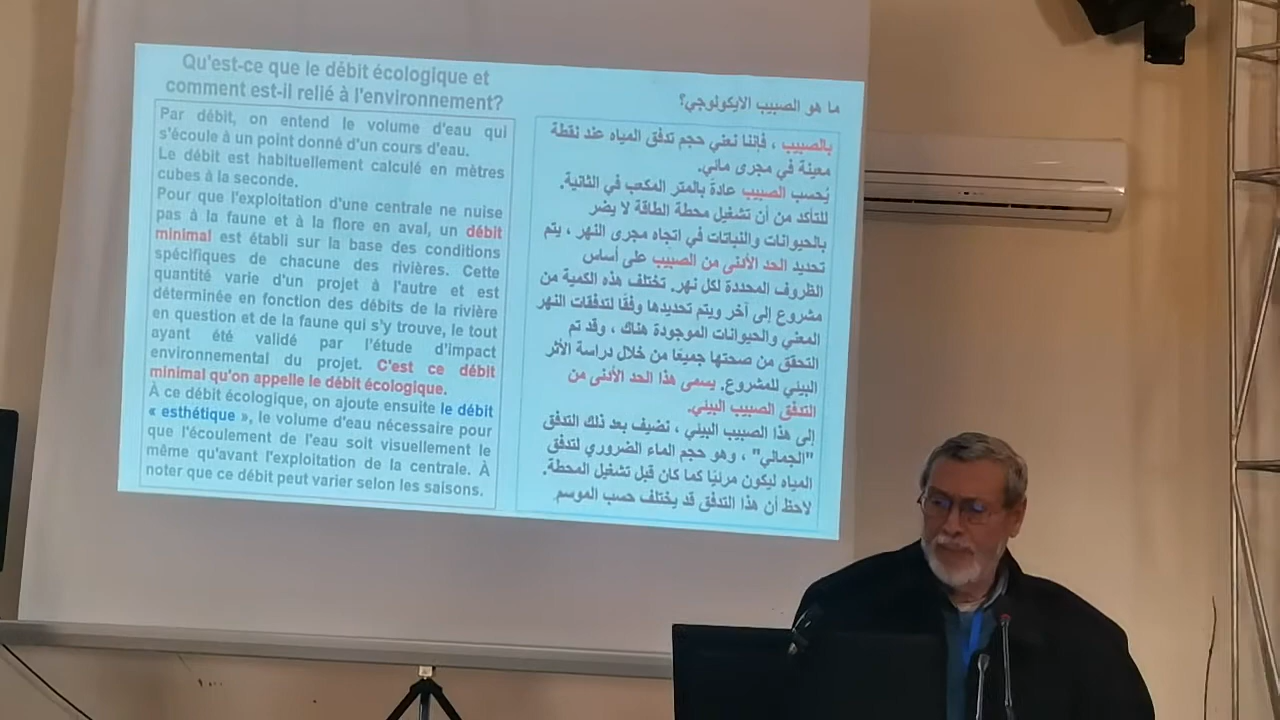 Qu'est-ce que le débit écologique et
comment est-il relié à l'environnement?
Par débit, on entend le volume d'eau qui
s'écoule à un point donné d'un cours d'eau.
Le débit est habituellement calculé en mètres
cubes à la seconde.
Pour que l'exploitation d'une centrale ne nuise
pas à la faune et à la flore en aval, un débit
minimal est établi sur la base des conditions
spécifiques de chacune des rivières. Cette
quantité varie d'un projet à l'autre et est
déterminée en fonction des débits de la rivière
en question et de la faune qui s'y trouve, le tout
ayant été validé par l'étude d'impact
environnemental du projet. C'est ce débit
minimal qu'on appelle le débit écologique.
À ce débit écologique, on ajoute ensuite le débit
« esthétique », le volume d'eau nécessaire pour
que l'écoulement de l'eau soit visuellement le
même qu'avant l'exploitation de la centrale. À
noter que ce débit peut varier selon les saisons.
ما هو الصبيب الايكولوجي؟
بالصبيب ، فإننا نعني حجم تدفق المياه عند نقطة
معينة في مجرى مائي.
يُحسب الصبيب عادة بالمتر المكعب في الثانية.
للتأكد من أن تشغيل محطة الطاقة لا يضر
بالحيوانات والنباتات في اتجاه مجرى النهر ، يتم
تحديد الحد الأدنى من الصبيب على أساس
الظروف المحددة لكل نهر. تختلف هذه الكمية من
مشروع إلى آخر ويتم تحديدها وفقًا لتدفقات النهر
المعني والحيوانات الموجودة هناك ، وقد تم
التحقق من صحتها جميعًا من خلال دراسة الأثر
البيئي للمشروع. يسمى هذا الحد الأدنى من
التدفق الصبيب البيئي.
إلى هذا الصبيب البيئي ، نضيف بعد ذلك التدفق
"الجمالي" ، وهو حجم الماء الضروري لتدفق
المياه ليكون مرئيًا كما كان قبل تشغيل المحطة.
لاحظ أن هذا التدفق قد يختلف حسب الموسم